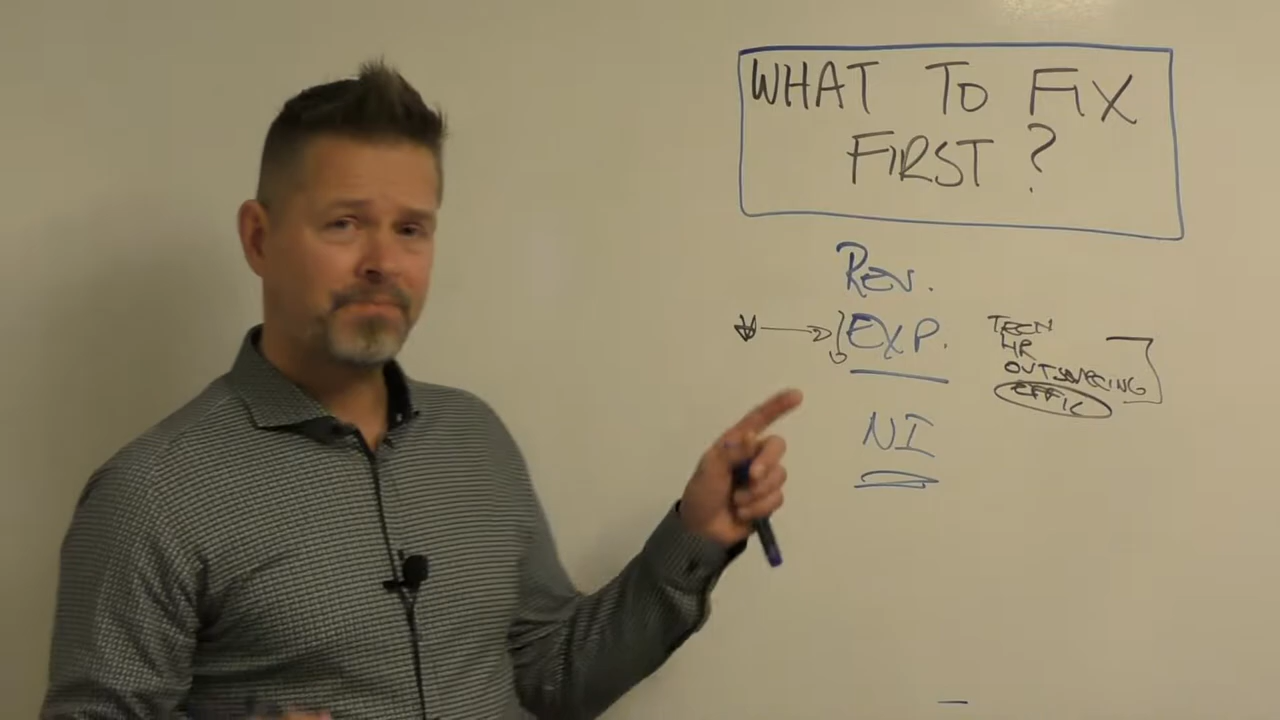 WHAT TO FIX
FIRST?
REV.
EXP.
NI
TECH
HR
OUTSOURCING
EFFIC